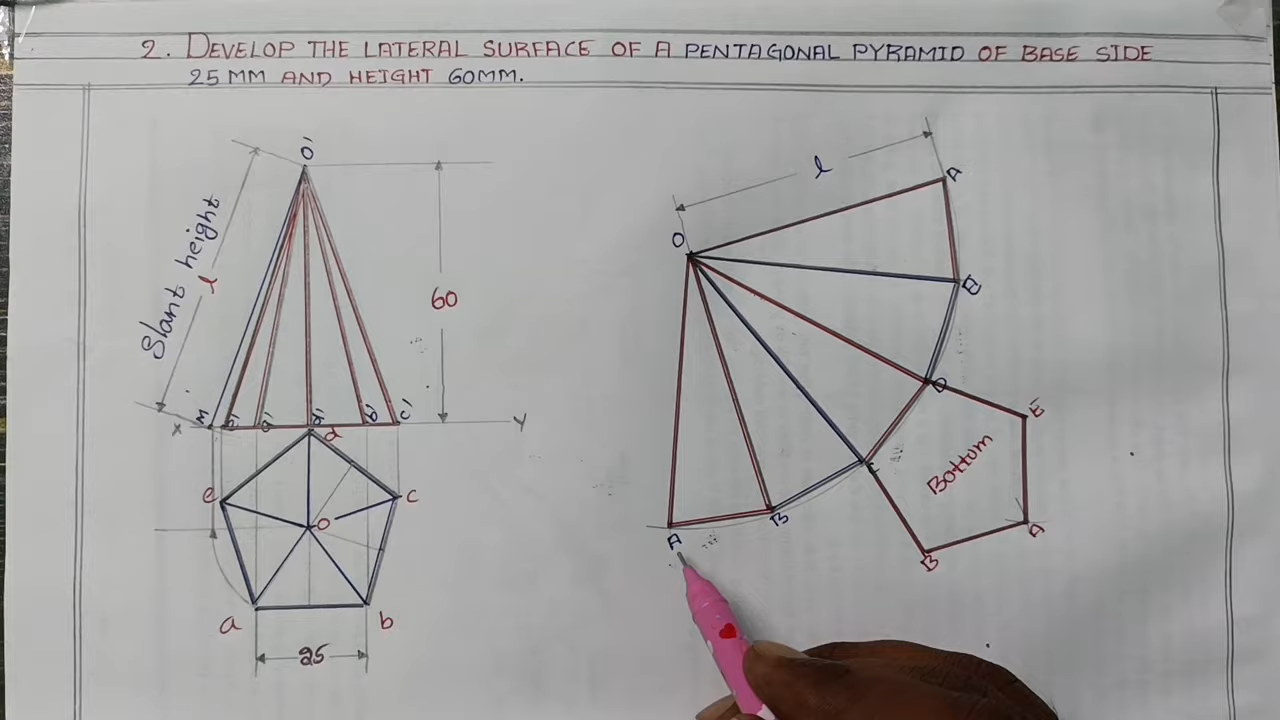 2. DEVELOP THE LATERAL SURFACE OF A PENTAGONAL PYRAMID OF BASE SIDE
25 MM AND HEIGHT 60MM.
O'
Slant height
l
60
M e' a' d' b' c'
X
Y
d
e
c
O
a
b
25
l
A
O
E
D
E
C
Bottom
B
A
B
A